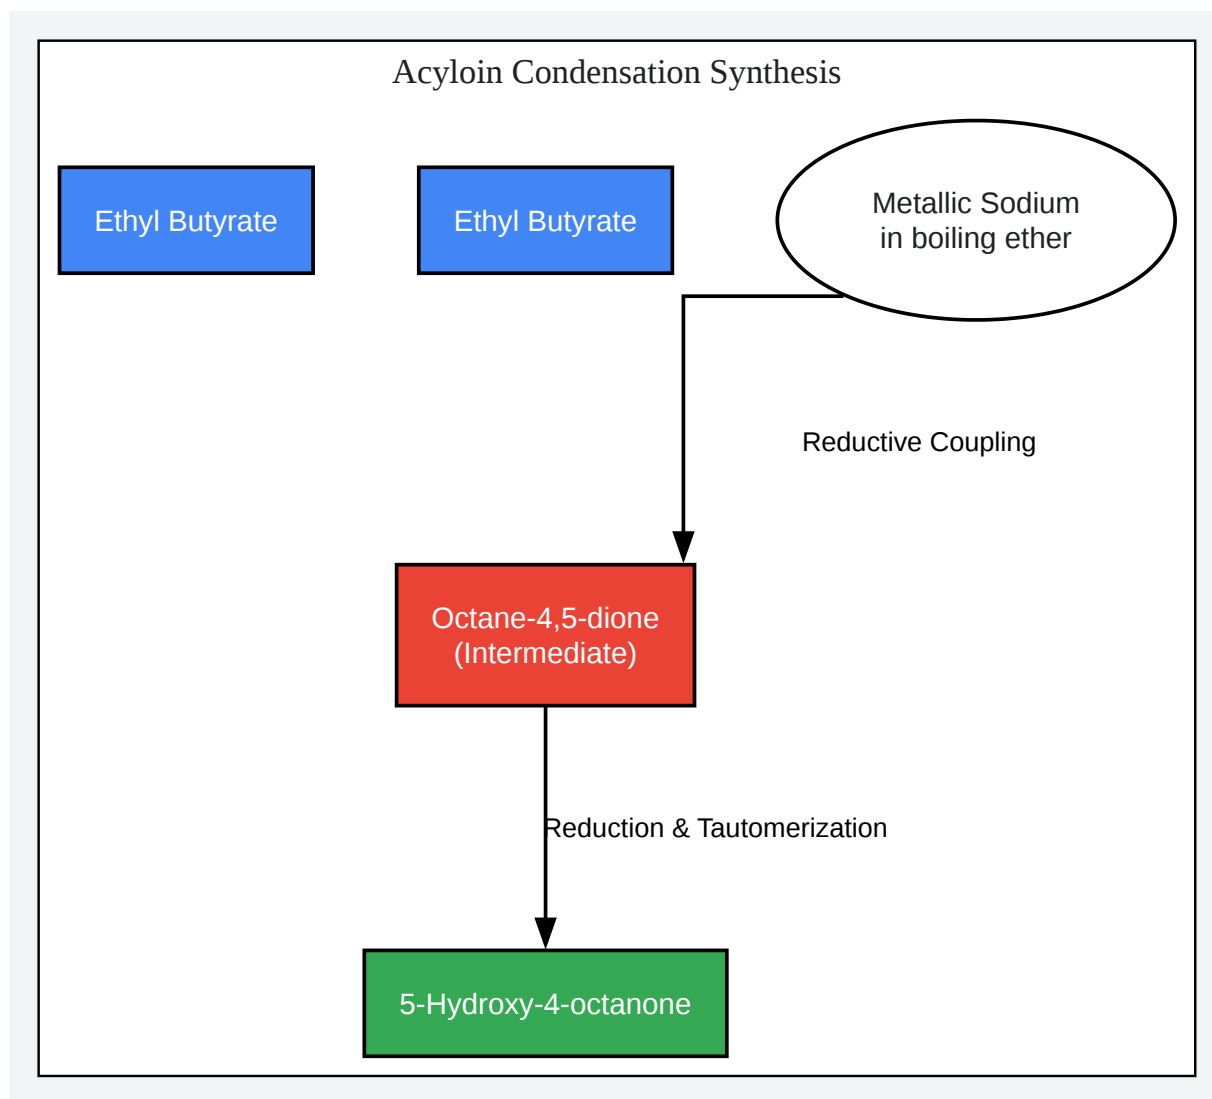 Acyloin Condensation Synthesis
Ethyl Butyrate
Ethyl Butyrate
Metallic Sodium
in boiling ether
Reductive Coupling
Octane-4,5-dione
(Intermediate)
Reduction & Tautomerization
5-Hydroxy-4-octanone